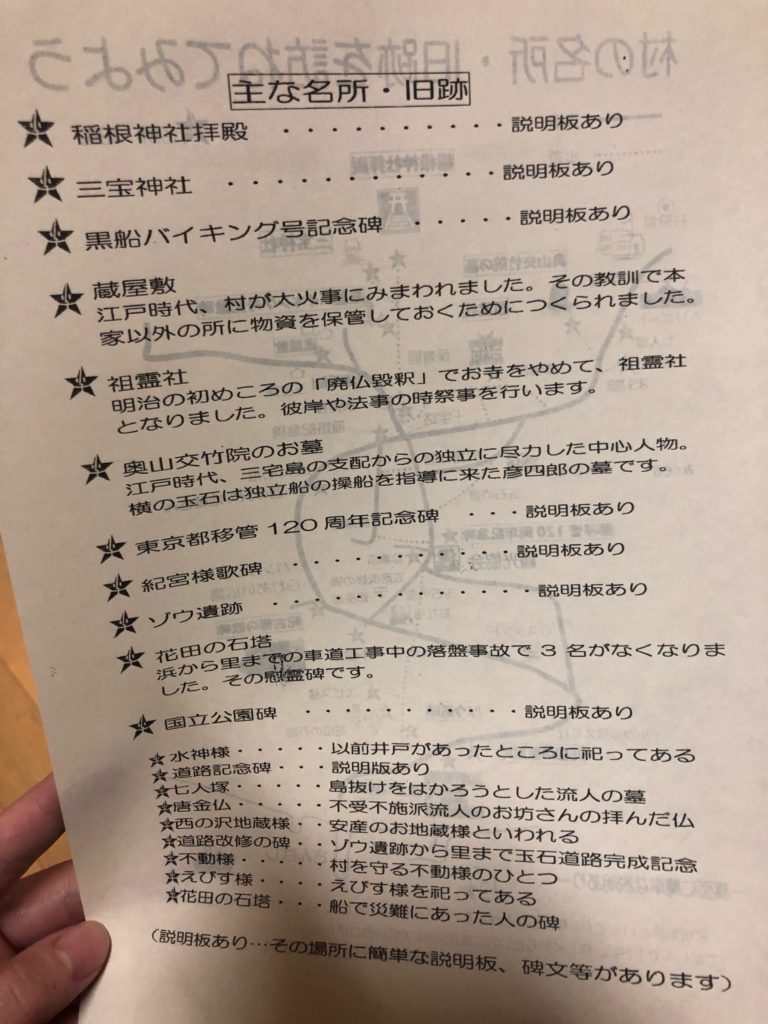 村の名所・旧跡を訪ねてみよう
主な名所・旧跡
稲根神社拝殿 ・・・・・・・・・・説明板あり
三宝神社 ・・・・・・・・・・・・説明板あり
黒船バイキング号記念碑 ・・・・・説明板あり
蔵屋敷
江戸時代、村が大火事にみまわれました。その教訓で本
家以外の所に物資を保管しておくためにつくられました。
祖霊社
明治の初めころの「廃仏毀釈」でお寺をやめて、祖霊社
となりました。彼岸や法事の時祭事を行います。
奥山交竹院のお墓
江戸時代、三宅島の支配からの独立に尽力した中心人物。
横の玉石は独立船の操船を指導に来た彦四郎の墓です。
東京都移管120周年記念碑 ・・・説明板あり
紀宮様歌碑 ・・・・・・・・・・・説明板あり
ゾウ遺跡 ・・・・・・・・・・・・説明板あり
花田の石塔
浜から里までの車道工事中の落盤事故で3名がなくなりま
した。その慰霊碑です。
国立公園碑 ・・・・・・・・・・・説明板あり
水神様・・・・・以前井戸があったところに祀ってある
道路記念碑・・・説明版あり
七人塚・・・・・島抜けをはかろうとした流人の墓
唐金仏・・・・・不受不施派流人のお坊さんの拝んだ仏
西の沢地蔵様・・安産のお地蔵様といわれる
道路改修の碑・・ゾウ遺跡から里まで玉石道路完成記念
不動様・・・・・村を守る不動様のひとつ
えびす様・・・・えびす様を祀ってある
花田の石塔・・・船で災難にあった人の碑
（説明板あり…その場所に簡単な説明板、碑文等があります）